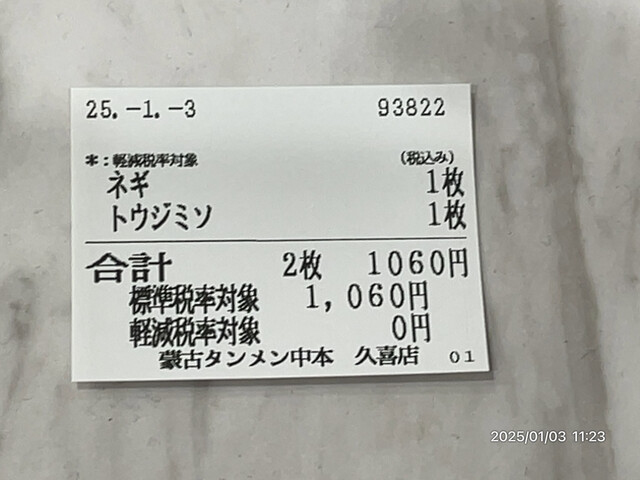 25.-1.-3 93822
*:軽減税率対象 (税込み)
ネギ 1枚
トウジミソ 1枚
合計 2枚 1060円
標準税率対象 1,060円
軽減税率対象 0円
蒙古タンメン中本 久喜店 01
2025/01/03 11:23